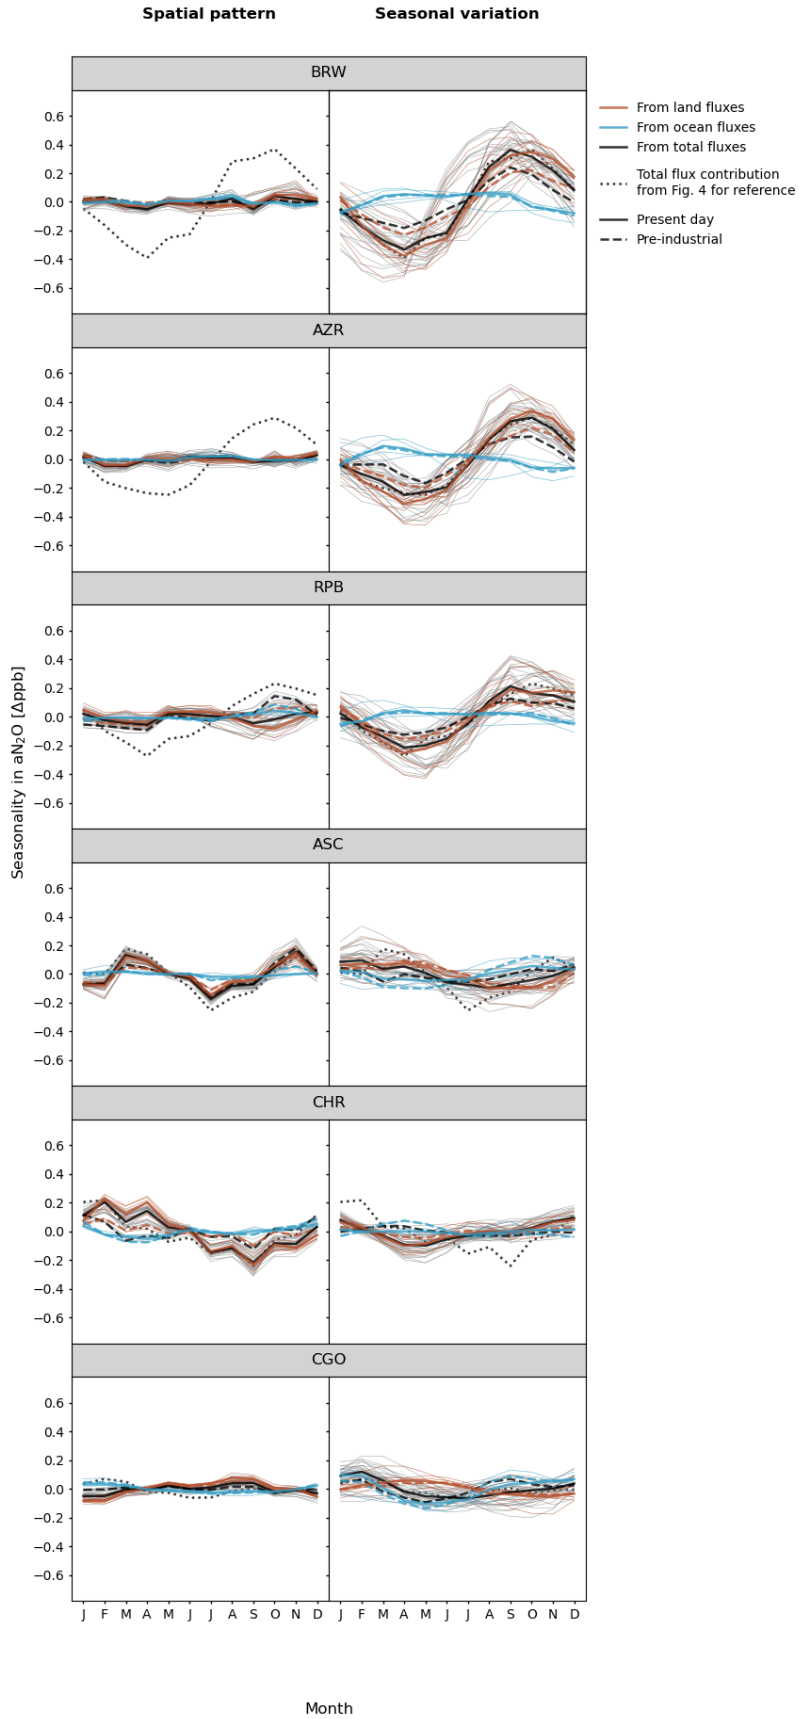 Spatial pattern Seasonal variation
BRW
0.6
0.4
0.2
0.0
−0.2
−0.4
−0.6
From land fluxes
From ocean fluxes
From total fluxes
Total flux contribution
from Fig. 4 for reference
Present day
Pre-industrial
AZR
0.6
0.4
0.2
0.0
−0.2
−0.4
−0.6
RPB
0.6
0.4
0.2
0.0
−0.2
−0.4
−0.6
Seasonality in aN₂O [Δppb]
ASC
0.6
0.4
0.2
0.0
−0.2
−0.4
−0.6
CHR
0.6
0.4
0.2
0.0
−0.2
−0.4
−0.6
CGO
0.6
0.4
0.2
0.0
−0.2
−0.4
−0.6
J F M A M J J A S O N D J F M A M J J A S O N D
Month